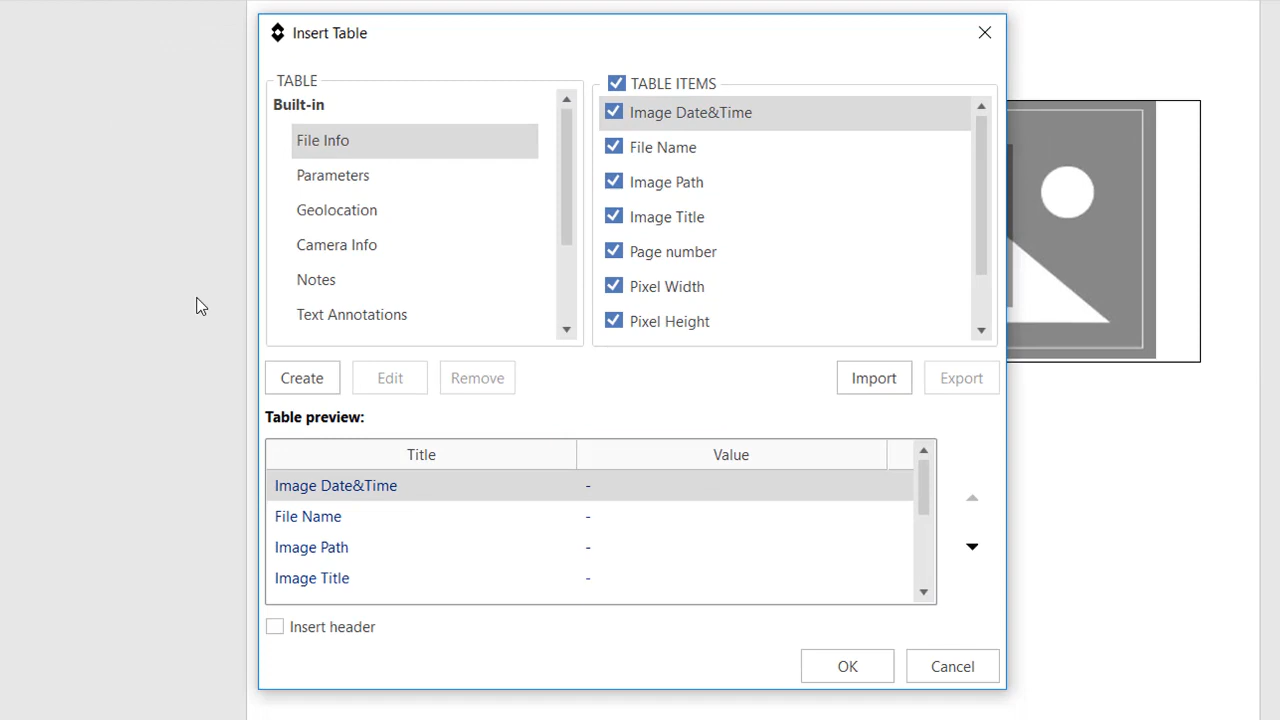 Insert Table
TABLE
Built-in
File Info
Parameters
Geolocation
Camera Info
Notes
Text Annotations
TABLE ITEMS
Image Date&Time
File Name
Image Path
Image Title
Page number
Pixel Width
Pixel Height
Create Edit Remove Import Export
Table preview:
Title Value
Image Date&Time -
File Name -
Image Path -
Image Title -
Insert header
OK Cancel